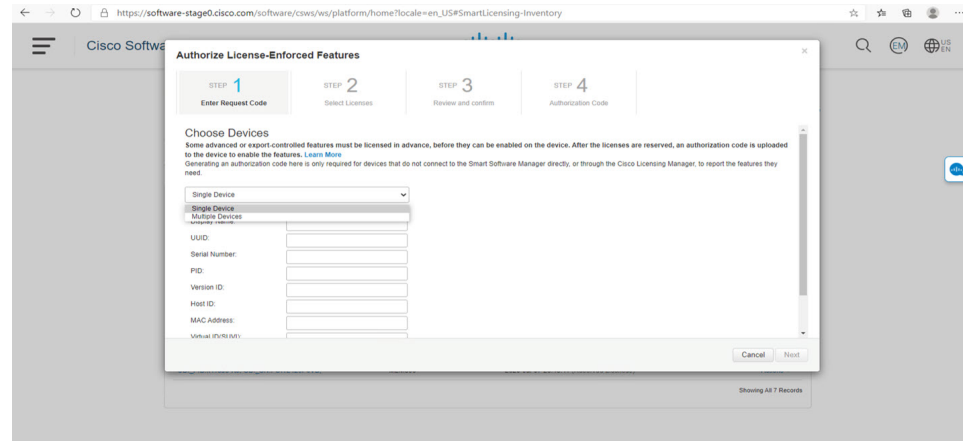 https://software-stage0.cisco.com/software/csws/ws/platform/home?locale=en_US#SmartLicensing-Inventory
Cisco Softwa
EM
US
EN
Authorize License-Enforced Features
STEP 1
Enter Request Code
STEP 2
Select Licenses
STEP 3
Review and confirm
STEP 4
Authorization Code
Choose Devices
Some advanced or export-controlled features must be licensed in advance, before they can be enabled on the device. After the licenses are reserved, an authorization code is uploaded
to the device to enable the features. Learn More
Generating an authorization code here is only required for devices that do not connect to the Smart Software Manager directly, or through the Cisco Licensing Manager, to report the features they
need.
Single Device
Single Device
Multiple Devices
Display Name:
UUID:
Serial Number:
PID:
Version ID:
Host ID:
MAC Address:
Virtual ID(SUVI):
Cancel
Next
Showing All 7 Records